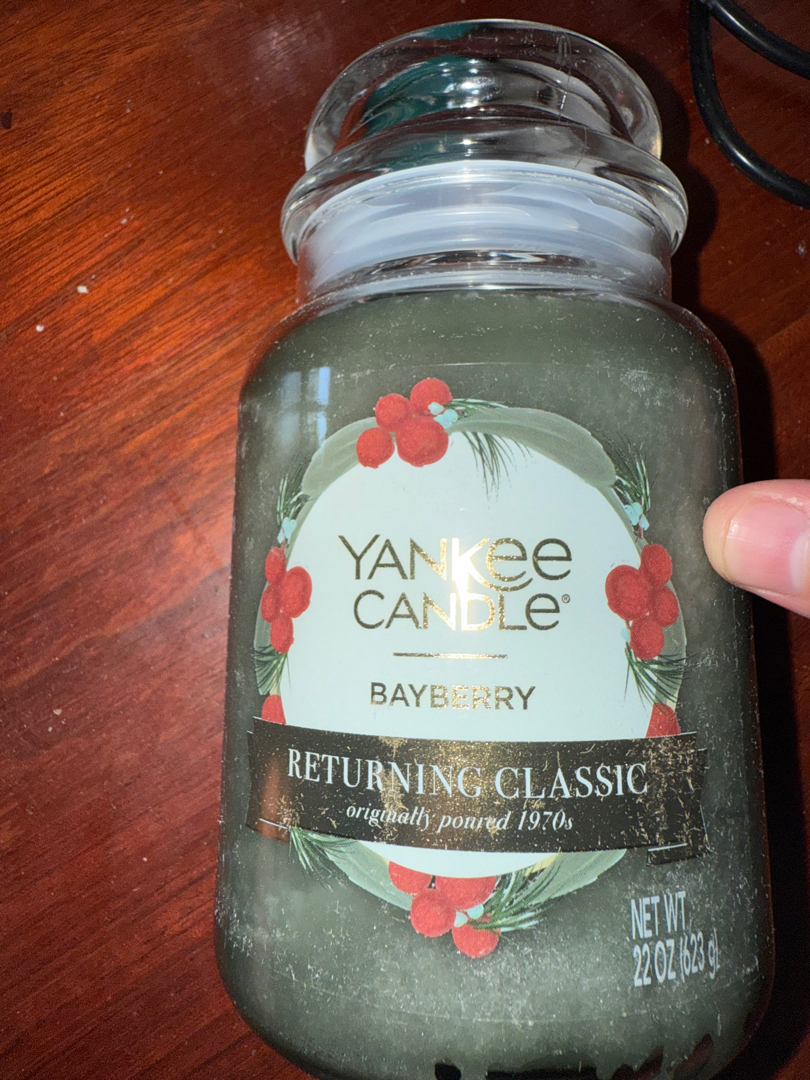 YANKEE
CANDLE®
BAYBERRY
RETURNING CLASSIC
originally poured 1970s
NET WT.
22 OZ (623 g)